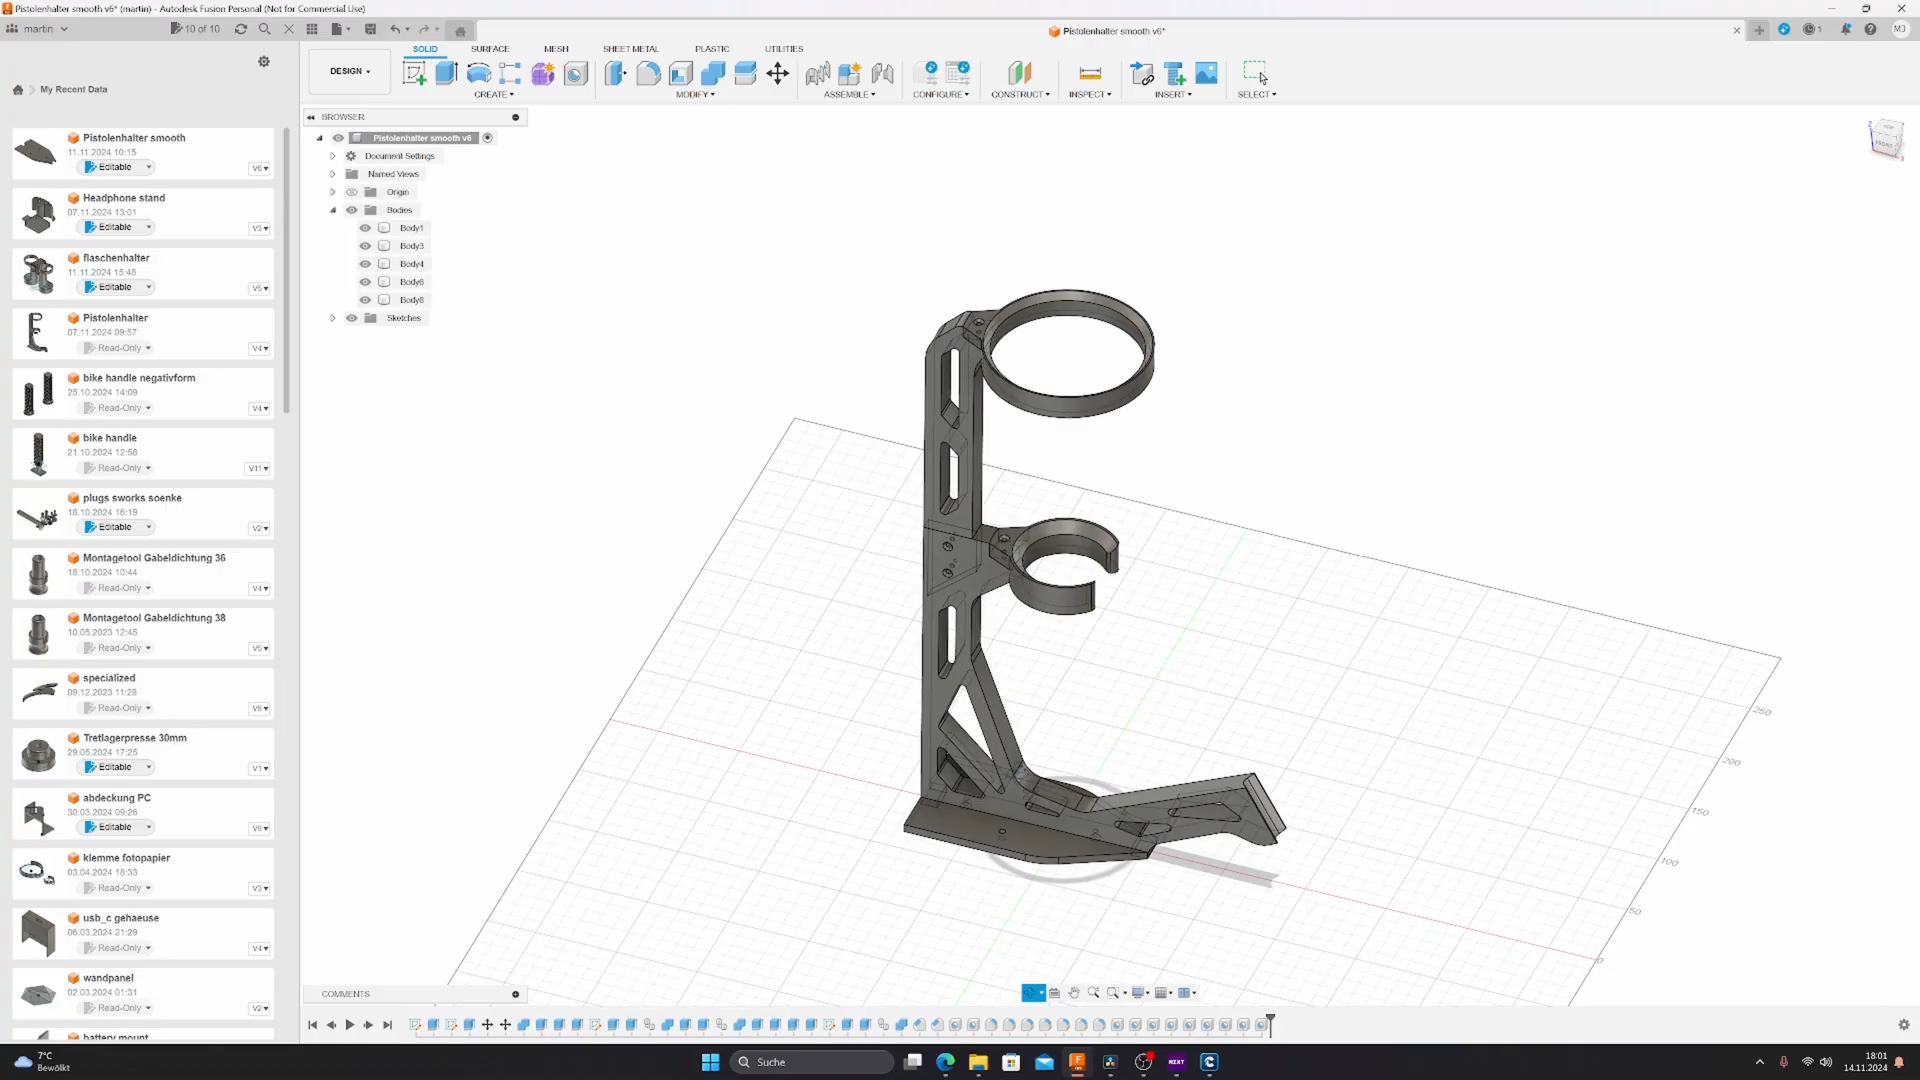 Pistolenhalter smooth v6* (martin) - Autodesk Fusion Personal (Not for Commercial Use)
martin
10 of 10
Pistolenhalter smooth v6*
1
MJ
DESIGN
SOLID
SURFACE
MESH
SHEET METAL
PLASTIC
UTILITIES
CREATE
MODIFY
ASSEMBLE
CONFIGURE
CONSTRUCT
INSPECT
INSERT
SELECT
My Recent Data
Pistolenhalter smooth
11.11.2024 10:15
Editable
V6
Headphone stand
07.11.2024 13:01
Editable
V3
flaschenhalter
11.11.2024 15:48
Editable
V5
Pistolenhalter
07.11.2024 09:57
Read-Only
V4
bike handle negativform
25.10.2024 14:09
Read-Only
V4
bike handle
21.10.2024 12:58
Read-Only
V11
plugs sworks soenke
18.10.2024 16:19
Editable
V2
Montagetool Gabeldichtung 36
18.10.2024 10:44
Read-Only
V4
Montagetool Gabeldichtung 38
10.05.2023 12:45
Read-Only
V5
specialized
09.12.2023 11:28
Read-Only
V8
Tretlagerpresse 30mm
29.05.2024 17:25
Editable
V1
abdeckung PC
30.03.2024 09:26
Editable
V8
klemme fotopapier
03.04.2024 18:33
Read-Only
V3
usb_c gehaeuse
06.03.2024 21:29
Read-Only
V4
wandpanel
02.03.2024 01:31
Read-Only
V2
battery mount
BROWSER
Pistolenhalter smooth v6
Document Settings
Named Views
Origin
Bodies
Body1
Body3
Body4
Body6
Body8
Sketches
TOP
FRONT
Z
X
250
200
150
100
50
0
COMMENTS
7°C
Bewölkt
Suche
NZXT
18:01
14.11.2024